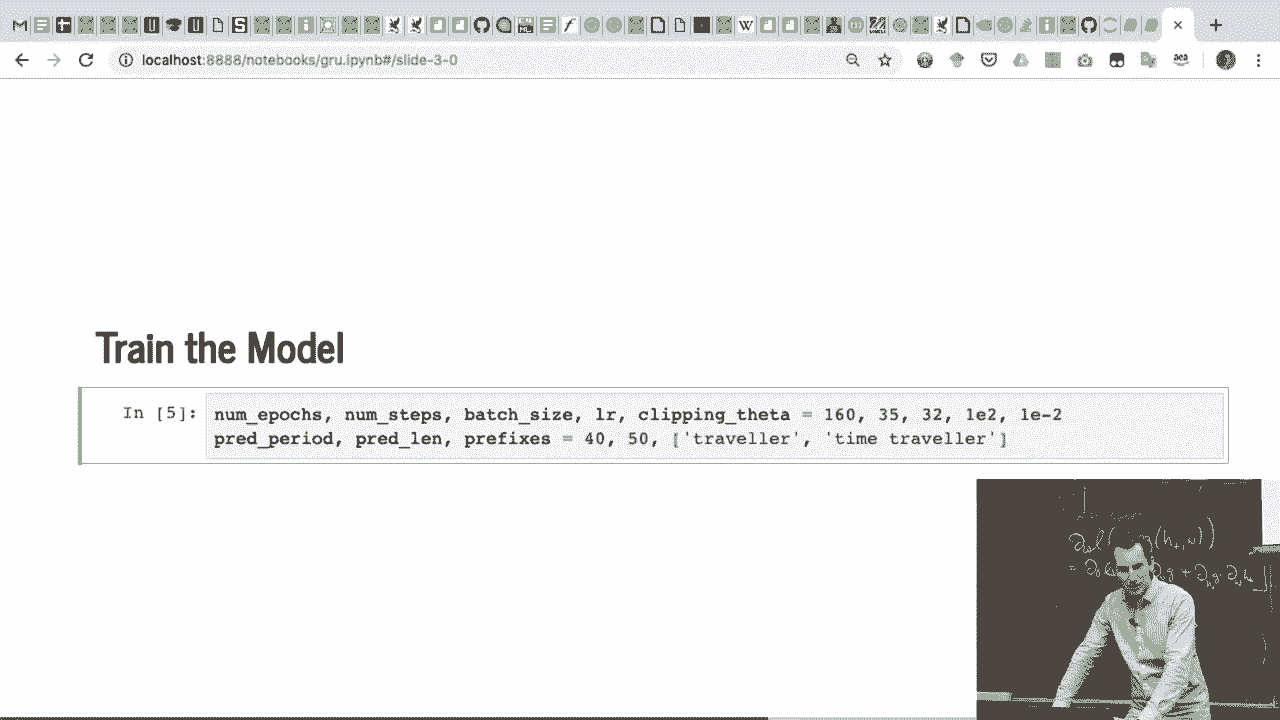 localhost:8888/notebooks/gru.ipynb#/slide-3-0
Train the Model
In [5]:
num_epochs, num_steps, batch_size, lr, clipping_theta = 160, 35, 32, 1e2, 1e-2
pred_period, pred_len, prefixes = 40, 50, ['traveller', 'time traveller']